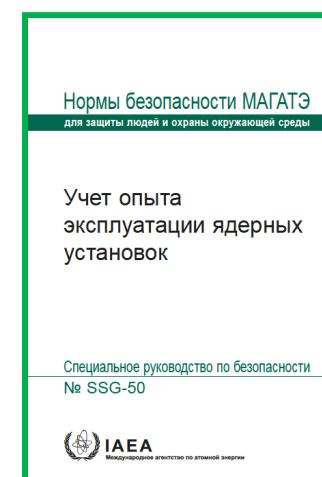 Нормы безопасности МАГАТЭ
для защиты людей и охраны окружающей среды
Учет опыта
эксплуатации ядерных
установок
Специальное руководство по безопасности
№ SSG-50
IAEA
Международное агентство по атомной энергии